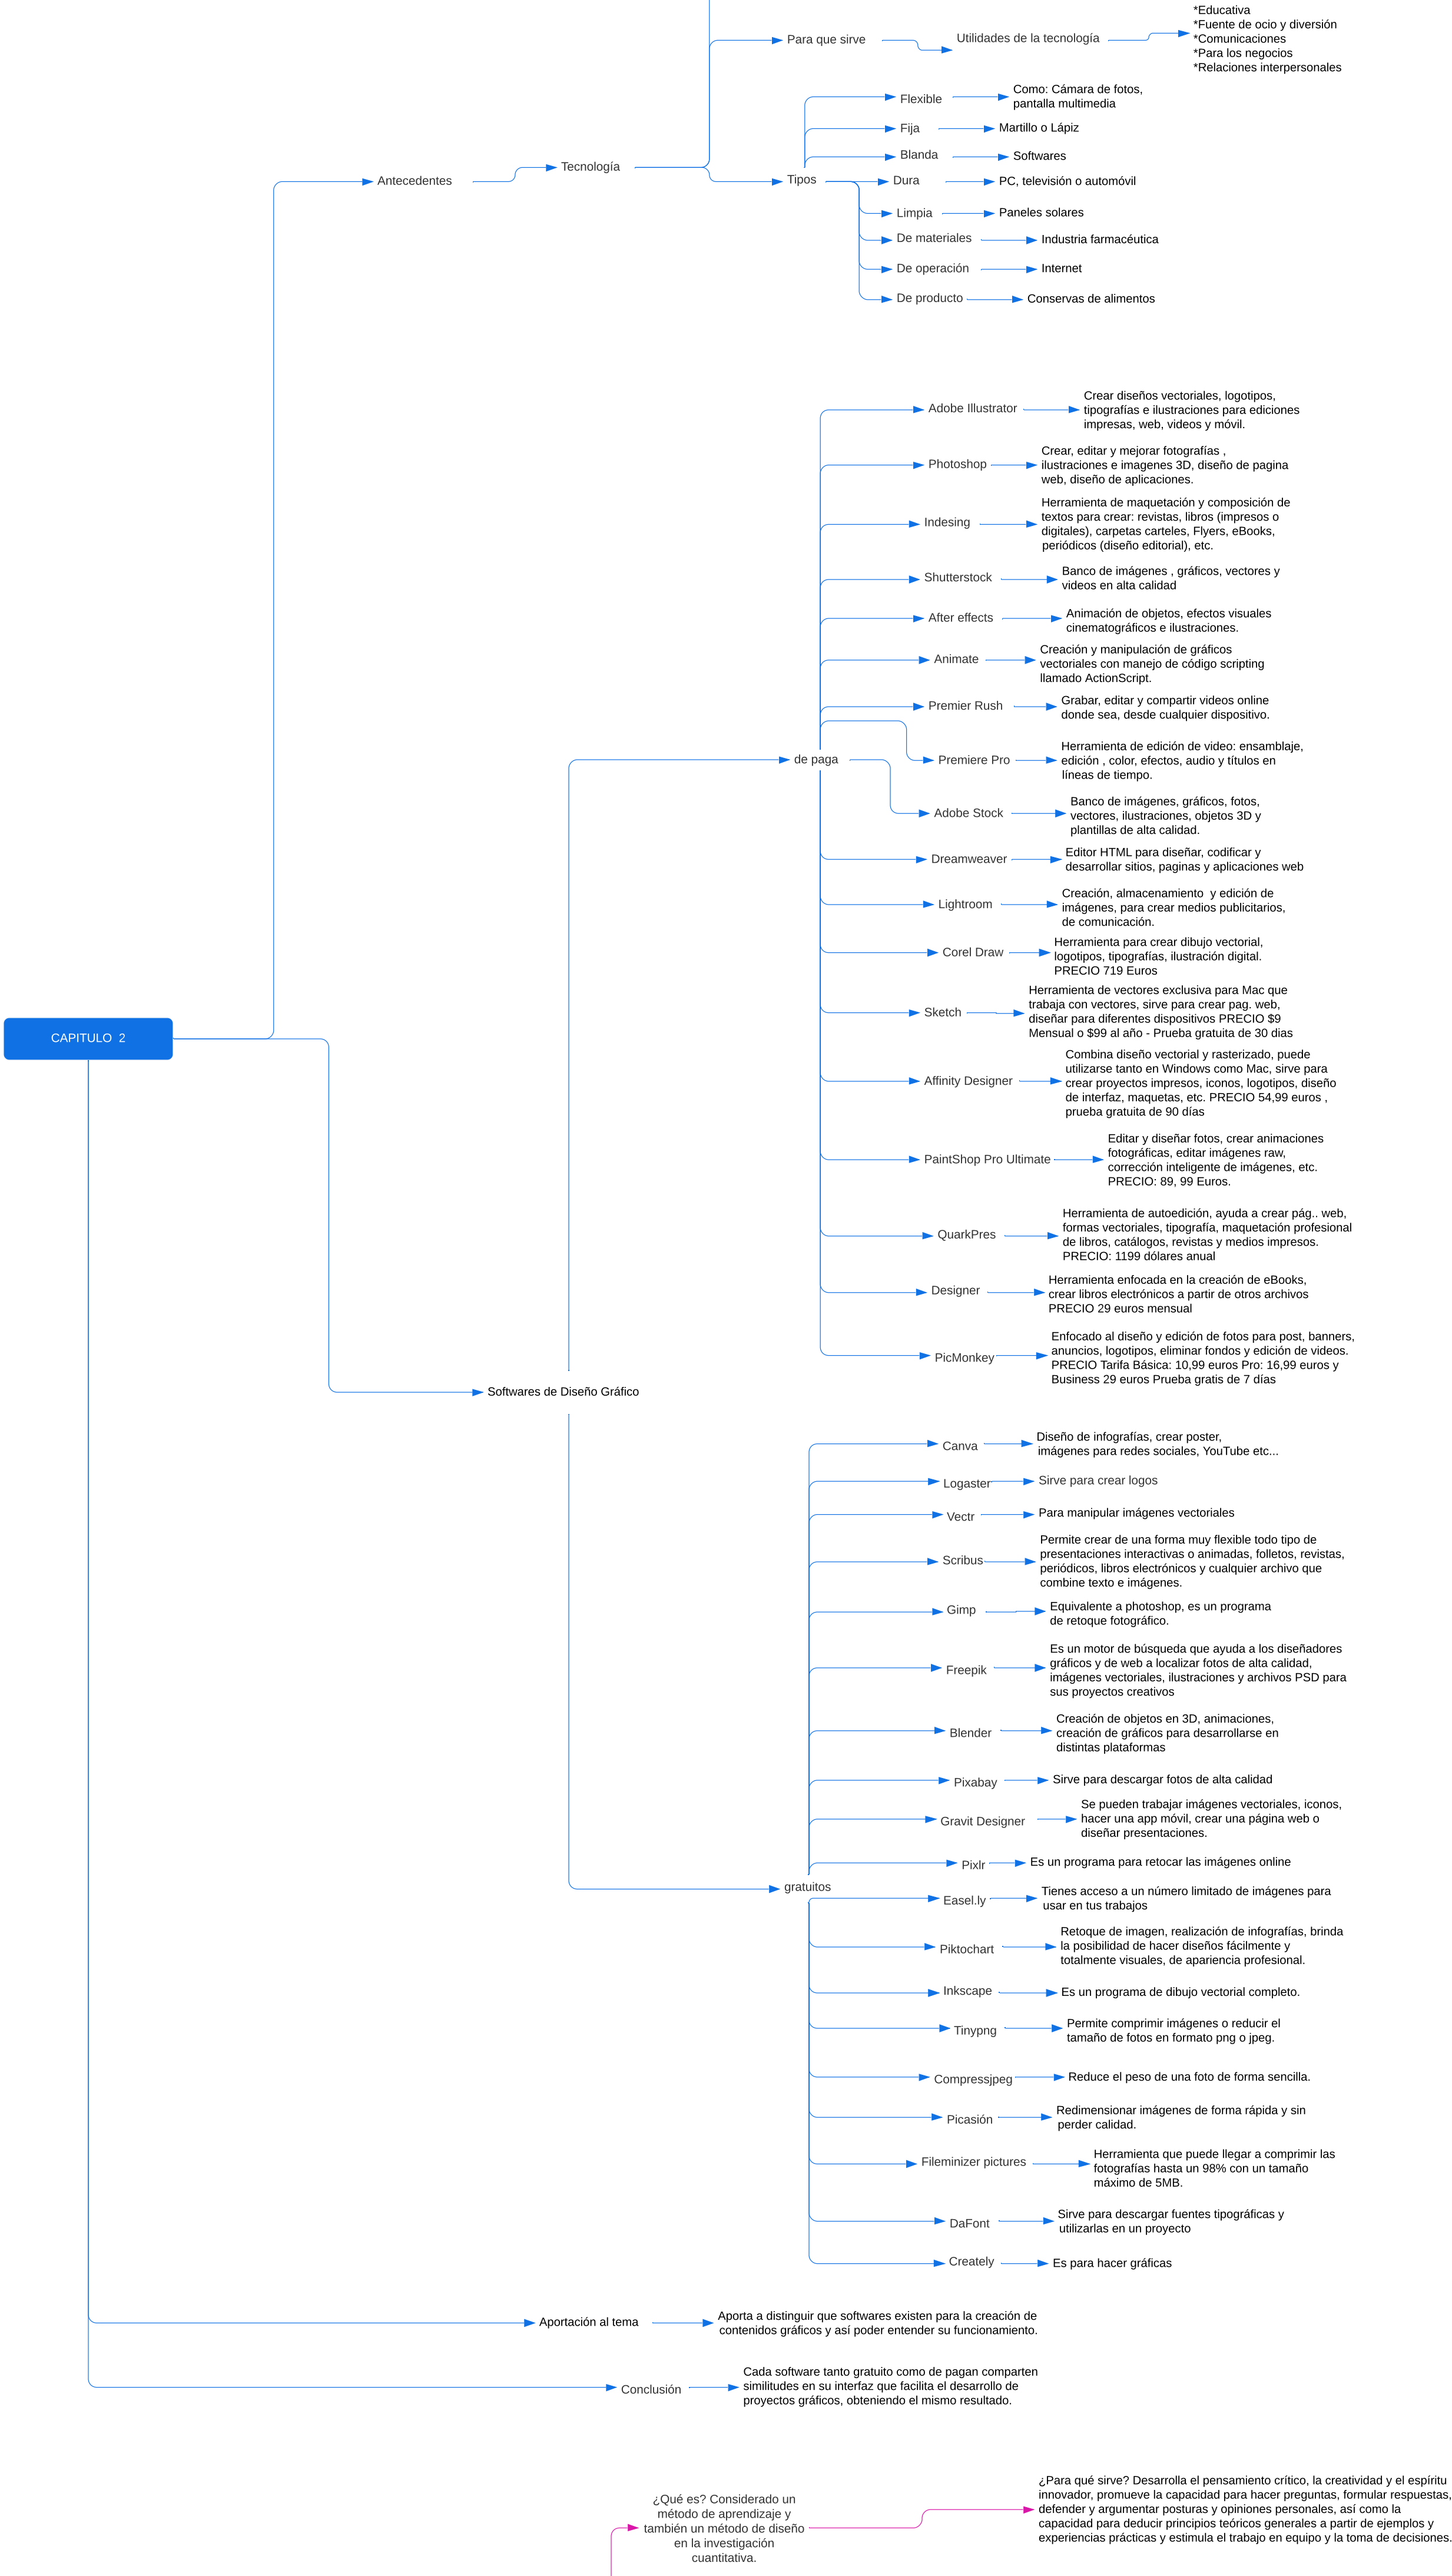 *Educativa
*Fuente de ocio y diversión
*Comunicaciones
*Para los negocios
*Relaciones interpersonales
Para que sirve
Utilidades de la tecnología
Flexible
Como: Cámara de fotos,
pantalla multimedia
Fija
Martillo o Lápiz
Blanda
Softwares
Antecedentes
Tecnología
Tipos
Dura
PC, televisión o automóvil
Limpia
Paneles solares
De materiales
Industria farmacéutica
De operación
Internet
De producto
Conservas de alimentos
Adobe Illustrator
Crear diseños vectoriales, logotipos,
tipografías e ilustraciones para ediciones
impresas, web, videos y móvil.
Photoshop
Crear, editar y mejorar fotografías ,
ilustraciones e imagenes 3D, diseño de pagina
web, diseño de aplicaciones.
Indesing
Herramienta de maquetación y composición de
textos para crear: revistas, libros (impresos o
digitales), carpetas carteles, Flyers, eBooks,
periódicos (diseño editorial), etc.
Shutterstock
Banco de imágenes , gráficos, vectores y
videos en alta calidad
After effects
Animación de objetos, efectos visuales
cinematográficos e ilustraciones.
Animate
Creación y manipulación de gráficos
vectoriales con manejo de código scripting
llamado ActionScript.
Premier Rush
Grabar, editar y compartir videos online
donde sea, desde cualquier dispositivo.
de paga
Premiere Pro
Herramienta de edición de video: ensamblaje,
edición , color, efectos, audio y títulos en
líneas de tiempo.
Adobe Stock
Banco de imágenes, gráficos, fotos,
vectores, ilustraciones, objetos 3D y
plantillas de alta calidad.
Dreamweaver
Editor HTML para diseñar, codificar y
desarrollar sitios, paginas y aplicaciones web
Lightroom
Creación, almacenamiento  y edición de
imágenes, para crear medios publicitarios,
de comunicación.
Corel Draw
Herramienta para crear dibujo vectorial,
logotipos, tipografías, ilustración digital.
PRECIO 719 Euros
CAPITULO  2
Sketch
Herramienta de vectores exclusiva para Mac que
trabaja con vectores, sirve para crear pag. web,
diseñar para diferentes dispositivos PRECIO $9
Mensual o $99 al año - Prueba gratuita de 30 dias
Affinity Designer
Combina diseño vectorial y rasterizado, puede
utilizarse tanto en Windows como Mac, sirve para
crear proyectos impresos, iconos, logotipos, diseño
de interfaz, maquetas, etc. PRECIO 54,99 euros ,
prueba gratuita de 90 días
PaintShop Pro Ultimate
Editar y diseñar fotos, crear animaciones
fotográficas, editar imágenes raw,
corrección inteligente de imágenes, etc.
PRECIO: 89, 99 Euros.
QuarkPres
Herramienta de autoedición, ayuda a crear pág.. web,
formas vectoriales, tipografía, maquetación profesional
de libros, catálogos, revistas y medios impresos.
PRECIO: 1199 dólares anual
Designer
Herramienta enfocada en la creación de eBooks,
crear libros electrónicos a partir de otros archivos
PRECIO 29 euros mensual
PicMonkey
Enfocado al diseño y edición de fotos para post, banners,
anuncios, logotipos, eliminar fondos y edición de videos.
PRECIO Tarifa Básica: 10,99 euros Pro: 16,99 euros y
Business 29 euros Prueba gratis de 7 días
Softwares de Diseño Gráfico
Canva
Diseño de infografías, crear poster,
imágenes para redes sociales, YouTube etc...
Logaster
Sirve para crear logos
Vectr
Para manipular imágenes vectoriales
Scribus
Permite crear de una forma muy flexible todo tipo de
presentaciones interactivas o animadas, folletos, revistas,
periódicos, libros electrónicos y cualquier archivo que
combine texto e imágenes.
Gimp
Equivalente a photoshop, es un programa
de retoque fotográfico.
Freepik
Es un motor de búsqueda que ayuda a los diseñadores
gráficos y de web a localizar fotos de alta calidad,
imágenes vectoriales, ilustraciones y archivos PSD para
sus proyectos creativos
Blender
Creación de objetos en 3D, animaciones,
creación de gráficos para desarrollarse en
distintas plataformas
Pixabay
Sirve para descargar fotos de alta calidad
Gravit Designer
Se pueden trabajar imágenes vectoriales, iconos,
hacer una app móvil, crear una página web o
diseñar presentaciones.
Pixlr
Es un programa para retocar las imágenes online
gratuitos
Easel.ly
Tienes acceso a un número limitado de imágenes para
usar en tus trabajos
Piktochart
Retoque de imagen, realización de infografías, brinda
la posibilidad de hacer diseños fácilmente y
totalmente visuales, de apariencia profesional.
Inkscape
Es un programa de dibujo vectorial completo.
Tinypng
Permite comprimir imágenes o reducir el
tamaño de fotos en formato png o jpeg.
Compressjpeg
Reduce el peso de una foto de forma sencilla.
Picasión
Redimensionar imágenes de forma rápida y sin
perder calidad.
Fileminizer pictures
Herramienta que puede llegar a comprimir las
fotografías hasta un 98% con un tamaño
máximo de 5MB.
DaFont
Sirve para descargar fuentes tipográficas y
utilizarlas en un proyecto
Creately
Es para hacer gráficas
Aportación al tema
Aporta a distinguir que softwares existen para la creación de
contenidos gráficos y así poder entender su funcionamiento.
Conclusión
Cada software tanto gratuito como de pagan comparten
similitudes en su interfaz que facilita el desarrollo de
proyectos gráficos, obteniendo el mismo resultado.
¿Qué es? Considerado un
método de aprendizaje y
también un método de diseño
en la investigación
cuantitativa.
¿Para qué sirve? Desarrolla el pensamiento crítico, la creatividad y el espíritu
innovador, promueve la capacidad para hacer preguntas, formular respuestas,
defender y argumentar posturas y opiniones personales, así como la
capacidad para deducir principios teóricos generales a partir de ejemplos y
experiencias prácticas y estimula el trabajo en equipo y la toma de decisiones.